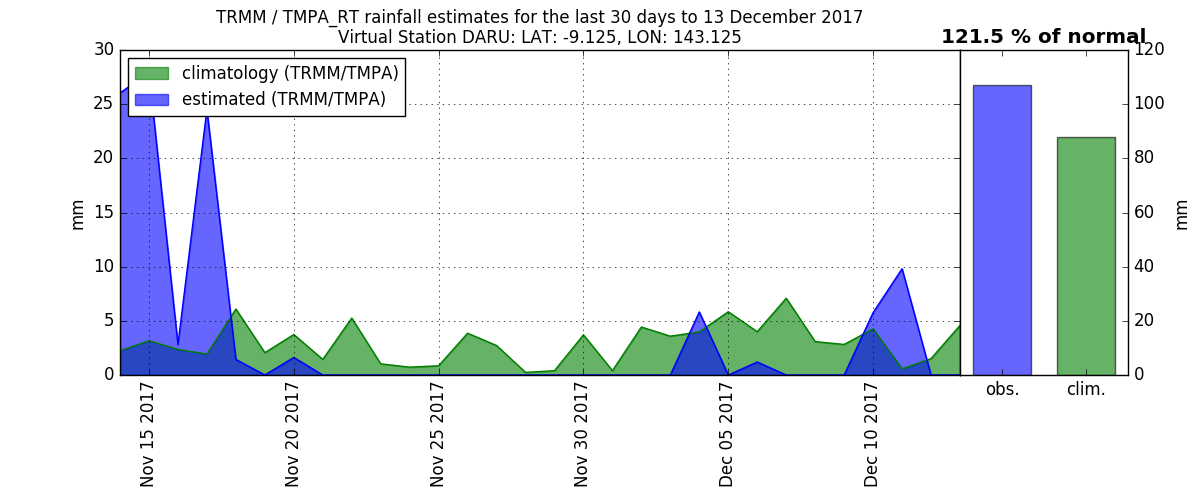 TRMM / TMPA_RT rainfall estimates for the last 30 days to 13 December 2017
Virtual Station DARU: LAT: -9.125, LON: 143.125
121.5 % of normal
climatology (TRMM/TMPA)
estimated (TRMM/TMPA)
30
25
20
15
10
5
0
mm
Nov 15 2017
Nov 20 2017
Nov 25 2017
Nov 30 2017
Dec 05 2017
Dec 10 2017
120
100
80
60
40
20
0
mm
obs.
clim.